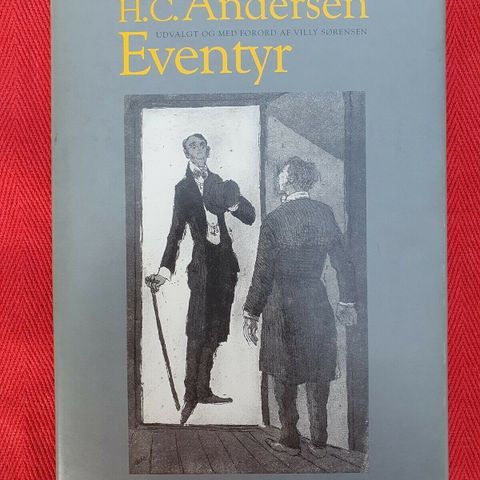 H.C. Andersen
UDVALGT OG MED FORORD AF VILLY SØRENSEN
Eventyr